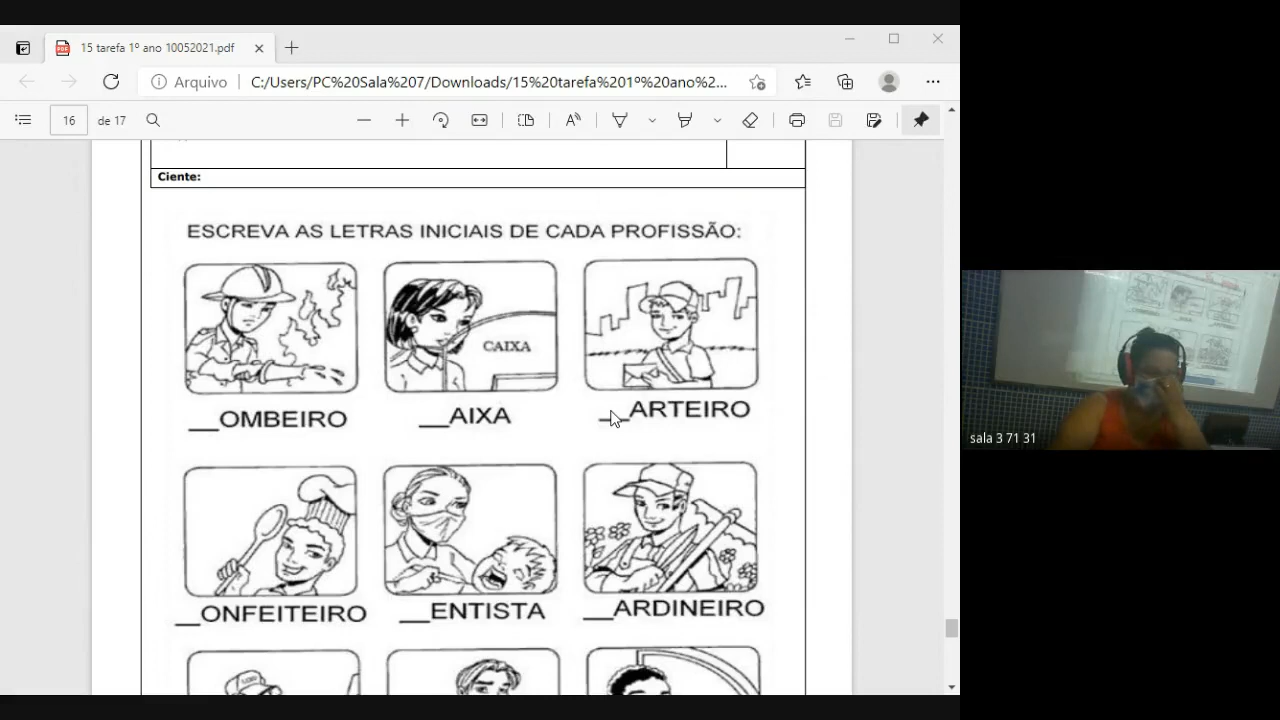 15 tarefa 1º ano 10052021.pdf
Arquivo
C:/Users/PC%20Sala%207/Downloads/15%20tarefa%201º%20ano%2...
16 de 17
Ciente:
ESCREVA AS LETRAS INICIAIS DE CADA PROFISSÃO:
CAIXA
__OMBEIRO
__AIXA
__ARTEIRO
__ONFEITEIRO
__ENTISTA
__ARDINEIRO
sala 3 71 31